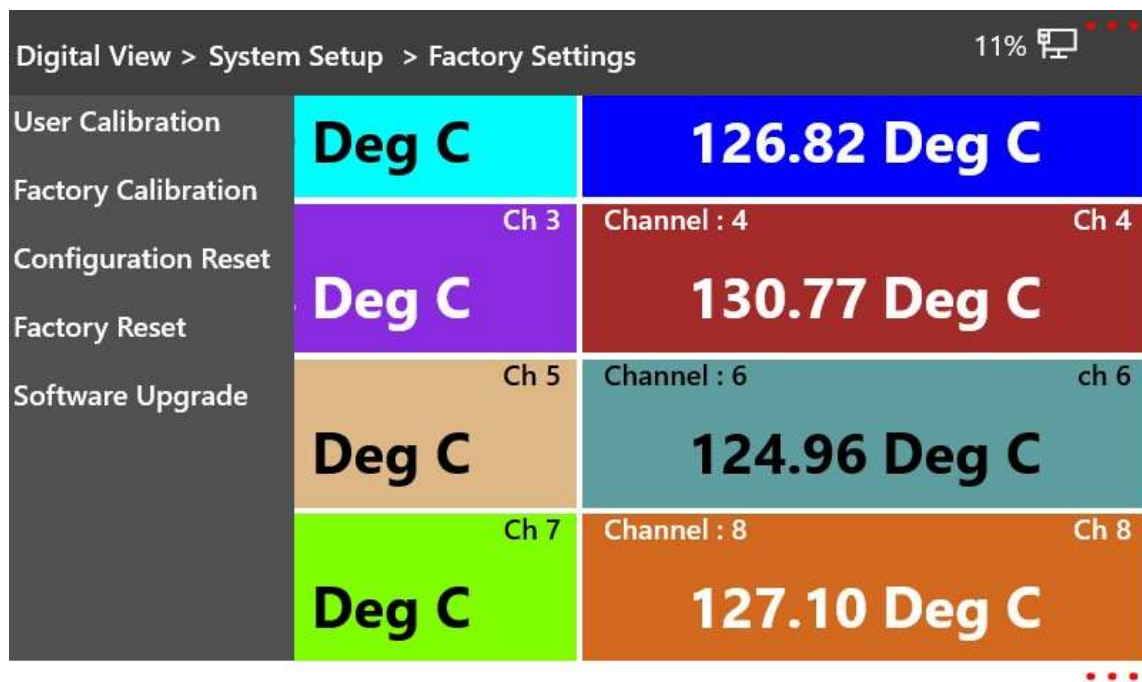 Digital View > System Setup > Factory Settings 11%
User Calibration
Factory Calibration
Configuration Reset
Factory Reset
Software Upgrade
Deg C
126.82 Deg C
Ch 3
Deg C
Channel : 4 Ch 4
130.77 Deg C
Ch 5
Deg C
Channel : 6 ch 6
124.96 Deg C
Ch 7
Deg C
Channel : 8 Ch 8
127.10 Deg C